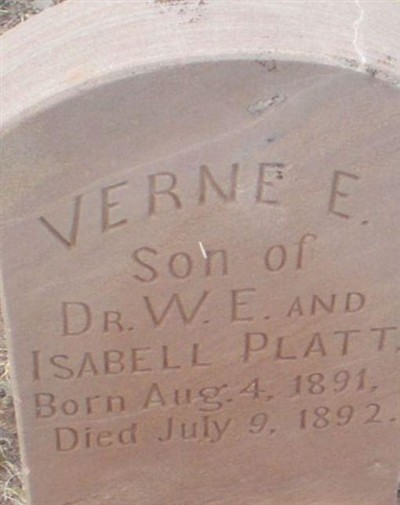 VERNE E.
Son of
DR. W. E. AND
ISABELL PLATT.
Born Aug. 4, 1891,
Died July 9, 1892.